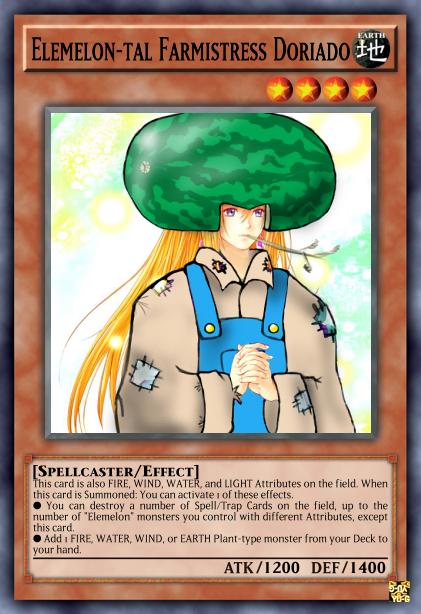 Elemelon-tal Farmistress Doriado
EARTH
地
[Spellcaster/Effect]
This card is also FIRE, WIND, WATER, and LIGHT Attributes on the field. When
this card is Summoned: You can activate 1 of these effects.
● You can destroy a number of Spell/Trap Cards on the field, up to the
number of "Elemelon" monsters you control with different Attributes, except
this card.
● Add 1 FIRE, WATER, WIND, or EARTH Plant-type monster from your Deck to
your hand.
ATK/1200 DEF/1400